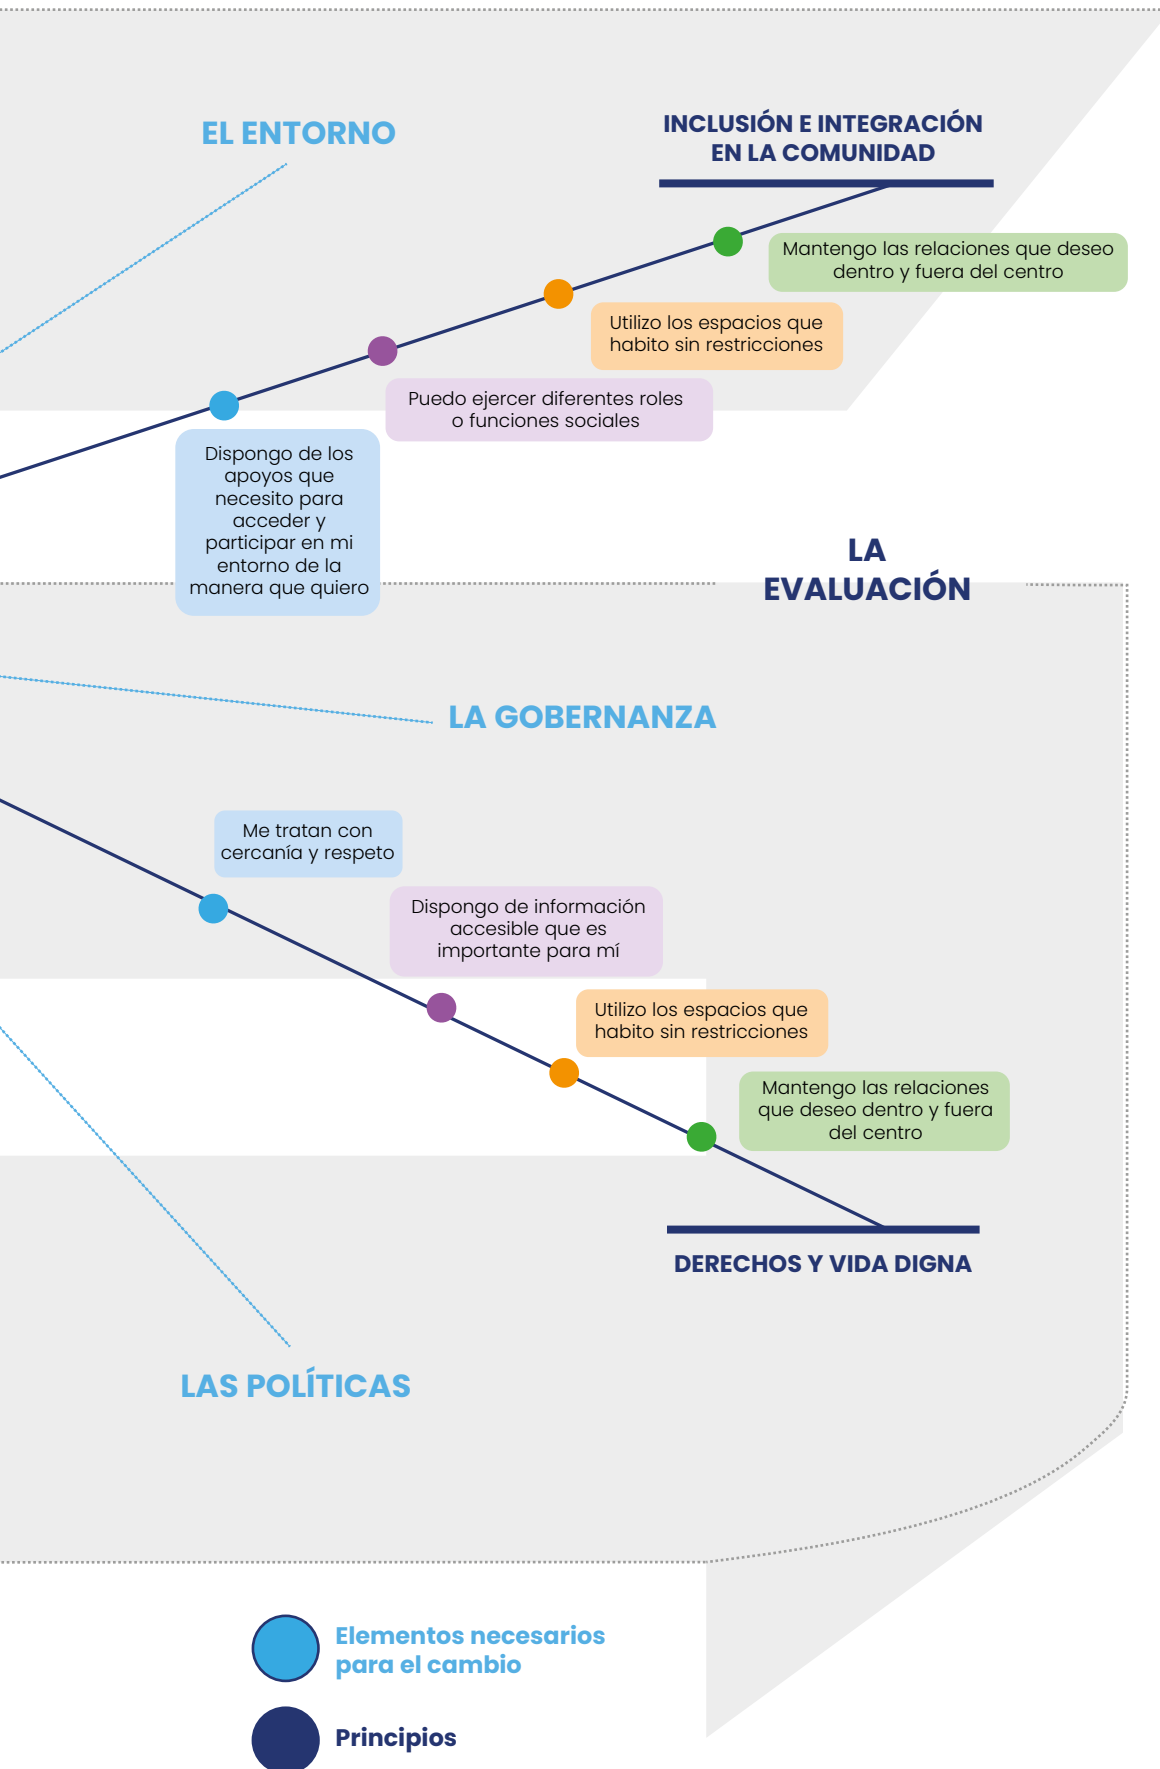 EL ENTORNO
INCLUSIÓN E INTEGRACIÓN
EN LA COMUNIDAD
Mantengo las relaciones que deseo
dentro y fuera del centro
Utilizo los espacios que
habito sin restricciones
Puedo ejercer diferentes roles
o funciones sociales
Dispongo de los
apoyos que
necesito para
acceder y
participar en mi
entorno de la
manera que quiero
LA
EVALUACIÓN
LA GOBERNANZA
Me tratan con
cercanía y respeto
Dispongo de información
accesible que es
importante para mí
Utilizo los espacios que
habito sin restricciones
Mantengo las relaciones
que deseo dentro y fuera
del centro
DERECHOS Y VIDA DIGNA
LAS POLÍTICAS
Elementos necesarios
para el cambio
Principios